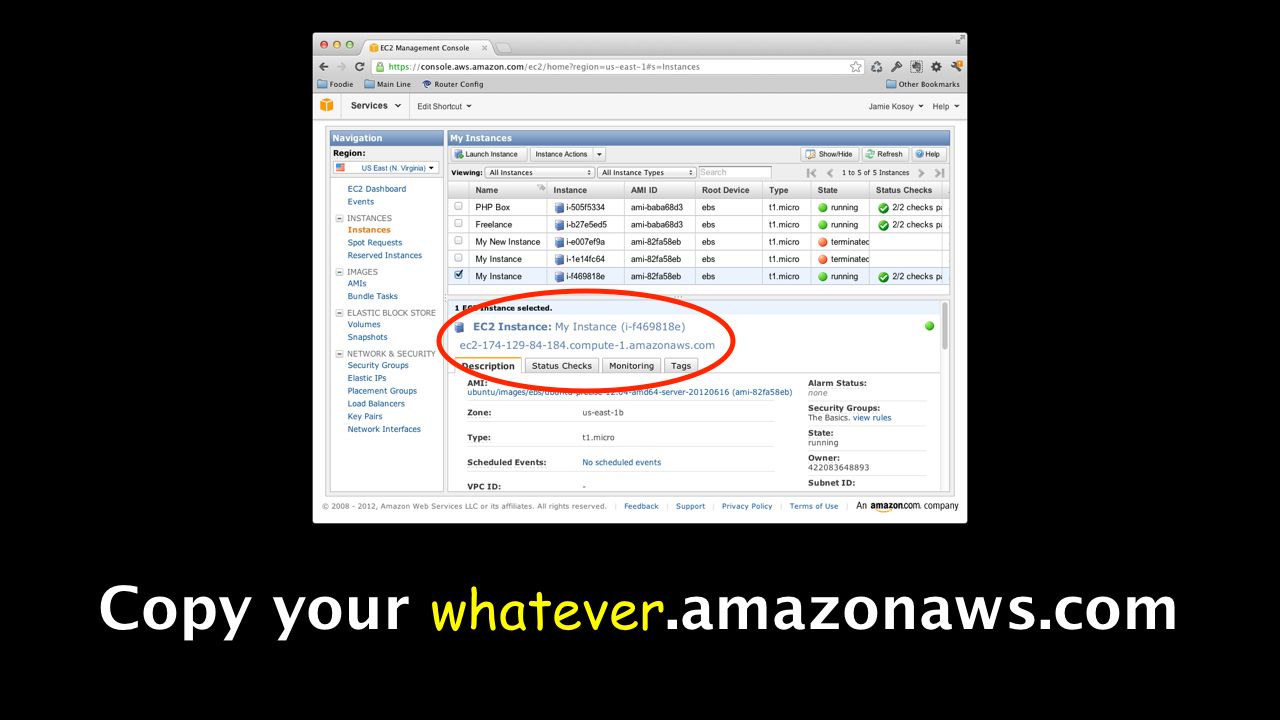 EC2 Management Console
https://console.aws.amazon.com/ec2/home?region=us-east-1#s=Instances
Foodie Main Line Router Config Other Bookmarks
Services Edit Shortcut Jamie Kosoy Help
Navigation
Region:
US East (N. Virginia)
EC2 Dashboard
Events
INSTANCES
Instances
Spot Requests
Reserved Instances
IMAGES
AMIs
Bundle Tasks
ELASTIC BLOCK STORE
Volumes
Snapshots
NETWORK & SECURITY
Security Groups
Elastic IPs
Placement Groups
Load Balancers
Key Pairs
Network Interfaces
My Instances
Launch Instance Instance Actions Show/Hide Refresh Help
Viewing: All Instances All Instance Types Search 1 to 5 of 5 Instances
Name Instance AMI ID Root Device Type State Status Checks
PHP Box i-505f5334 ami-baba68d3 ebs t1.micro running 2/2 checks pa
Freelance i-b27e5ed5 ami-baba68d3 ebs t1.micro running 2/2 checks pa
My New Instance i-e007ef9a ami-82fa58eb ebs t1.micro terminated
My Instance i-1e14fc64 ami-82fa58eb ebs t1.micro terminated
My Instance i-f469818e ami-82fa58eb ebs t1.micro running 2/2 checks pa
1 EC2 Instance selected.
EC2 Instance: My Instance (i-f469818e)
ec2-174-129-84-184.compute-1.amazonaws.com
Description Status Checks Monitoring Tags
AMI:
ubuntu/images/ebs/ubuntu-precise-12.04-amd64-server-20120616 (ami-82fa58eb)
Zone: us-east-1b
Type: t1.micro
Scheduled Events: No scheduled events
VPC ID: -
Alarm Status:
none
Security Groups:
The Basics. view rules
State:
running
Owner:
422083648893
Subnet ID:
© 2008 - 2012, Amazon Web Services LLC or its affiliates. All rights reserved. Feedback Support Privacy Policy Terms of Use An amazon.com company
Copy your whatever.amazonaws.com